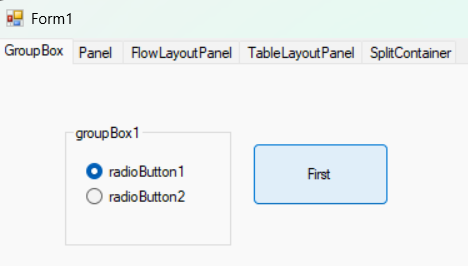 Form1
GroupBox Panel FlowLayoutPanel TableLayoutPanel SplitContainer
groupBox1
radioButton1
First
radioButton2